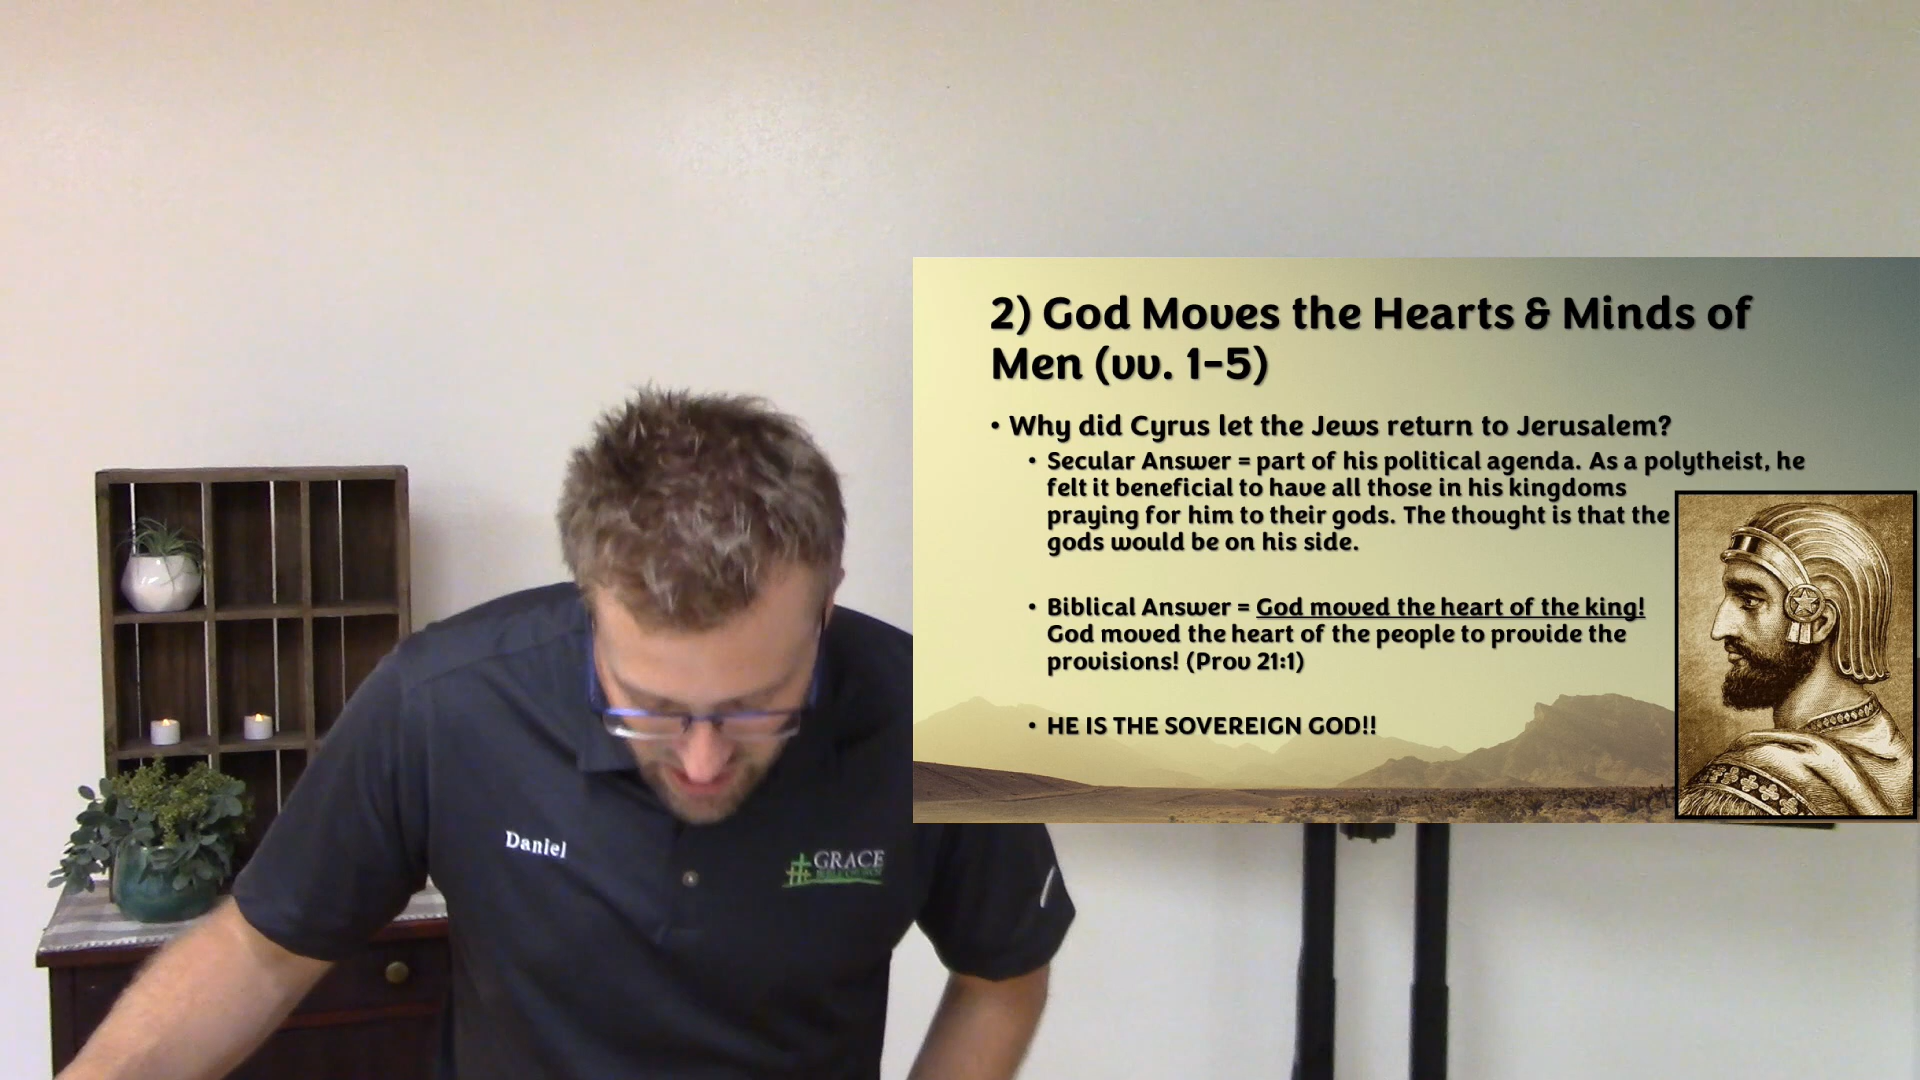 2) God Moves the Hearts & Minds of
Men (vv. 1-5)
• Why did Cyrus let the Jews return to Jerusalem?
• Secular Answer = part of his political agenda. As a polytheist, he
felt it beneficial to have all those in his kingdoms
praying for him to their gods. The thought is that the
gods would be on his side.
• Biblical Answer = God moved the heart of the king!
God moved the heart of the people to provide the
provisions! (Prov 21:1)
• HE IS THE SOVEREIGN GOD!!
Daniel
GRACE
BIBLE CHURCH